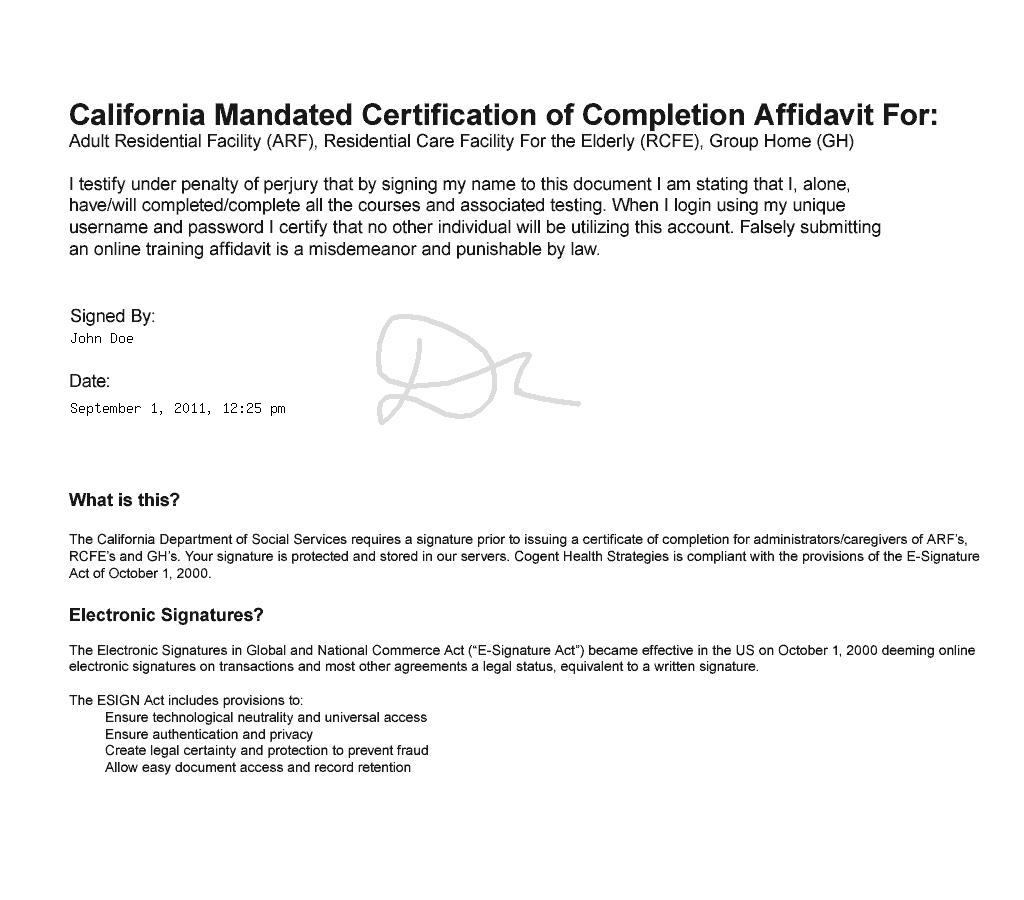 California Mandated Certification of Completion Affidavit For:
Adult Residential Facility (ARF), Residential Care Facility For the Elderly (RCFE), Group Home (GH)
I testify under penalty of perjury that by signing my name to this document I am stating that I, alone,
have/will completed/complete all the courses and associated testing. When I login using my unique
username and password I certify that no other individual will be utilizing this account. Falsely submitting
an online training affidavit is a misdemeanor and punishable by law.
Signed By:
John Doe
Date:
September 1, 2011, 12:25 pm
What is this?
The California Department of Social Services requires a signature prior to issuing a certificate of completion for administrators/caregivers of ARF’s,
RCFE’s and GH’s. Your signature is protected and stored in our servers. Cogent Health Strategies is compliant with the provisions of the E-Signature
Act of October 1, 2000.
Electronic Signatures?
The Electronic Signatures in Global and National Commerce Act (“E-Signature Act”) became effective in the US on October 1, 2000 deeming online
electronic signatures on transactions and most other agreements a legal status, equivalent to a written signature.
The ESIGN Act includes provisions to:
Ensure technological neutrality and universal access
Ensure authentication and privacy
Create legal certainty and protection to prevent fraud
Allow easy document access and record retention